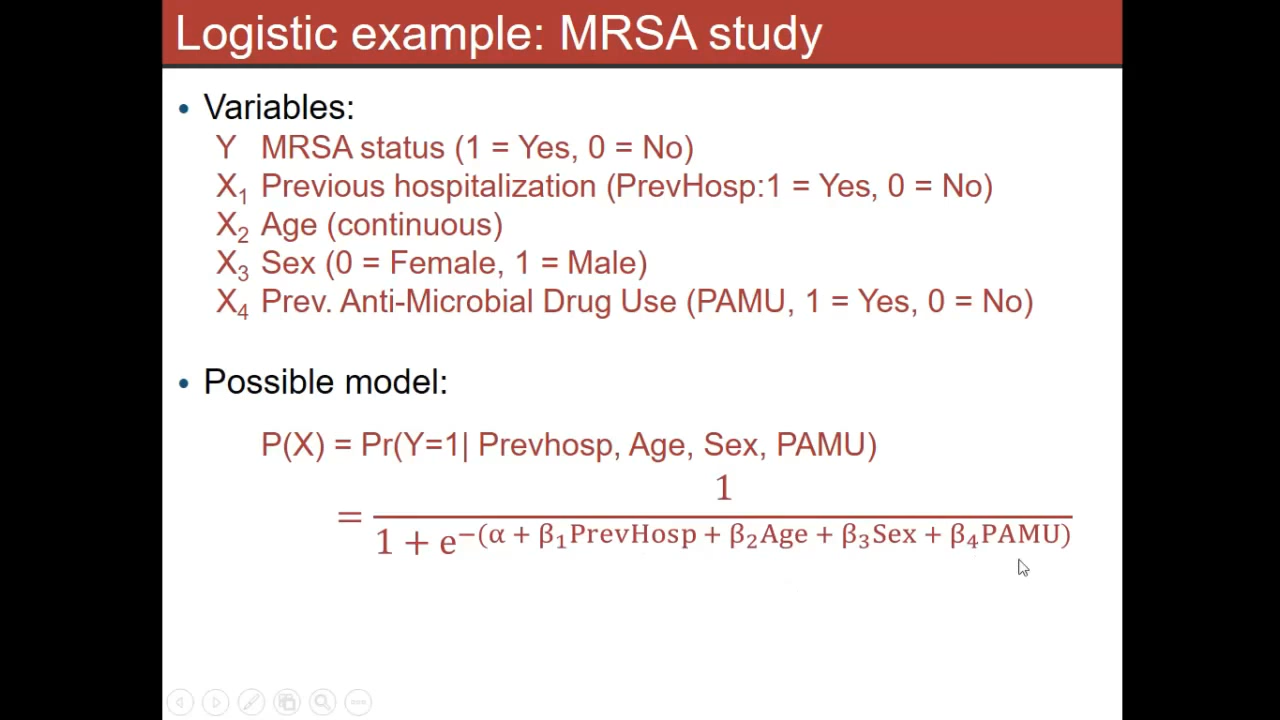 Logistic example: MRSA study
• Variables:
Y MRSA status (1 = Yes, 0 = No)
X₁ Previous hospitalization (PrevHosp:1 = Yes, 0 = No)
X₂ Age (continuous)
X₃ Sex (0 = Female, 1 = Male)
X₄ Prev. Anti-Microbial Drug Use (PAMU, 1 = Yes, 0 = No)
• Possible model:
P(X) = Pr(Y=1| Prevhosp, Age, Sex, PAMU)
1
=
1 + e^−(α + β₁PrevHosp + β₂Age + β₃Sex + β₄PAMU)